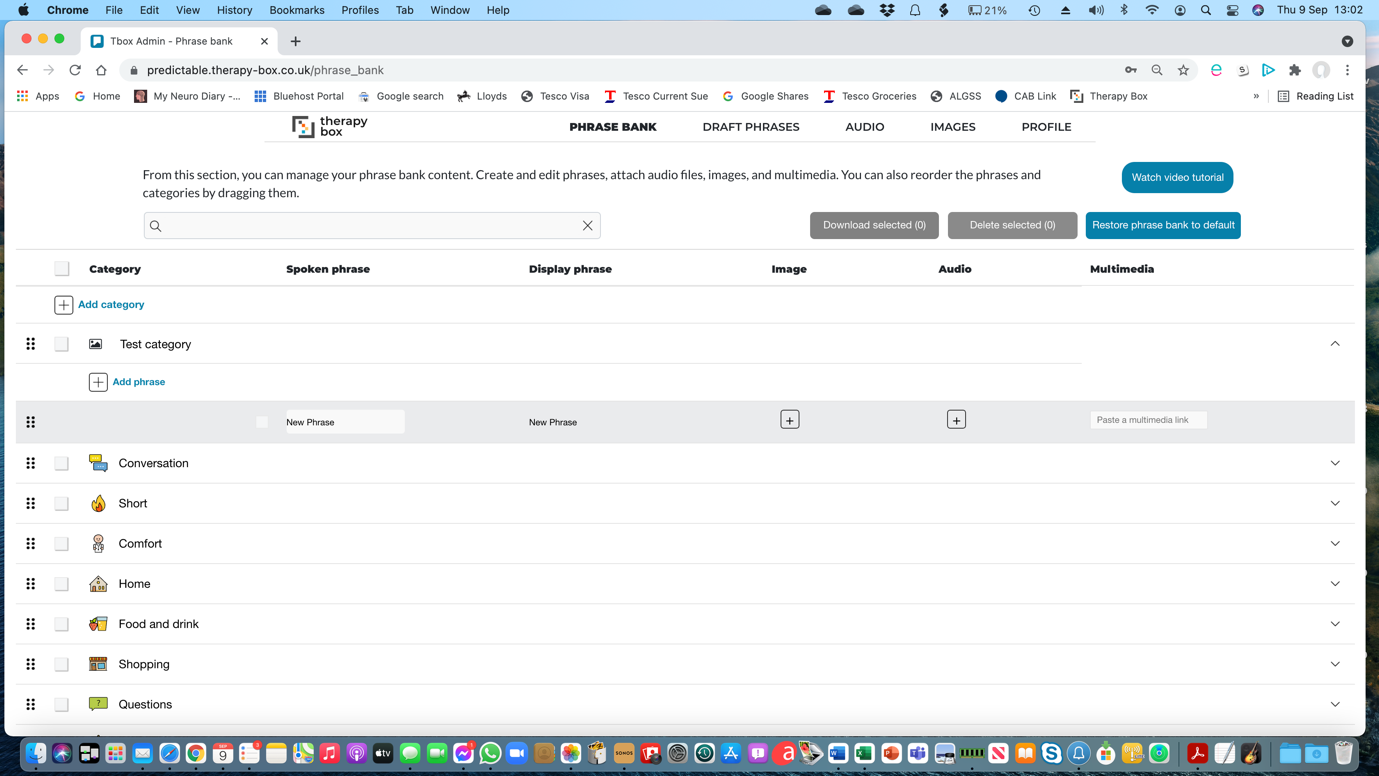 Chrome File Edit View History Bookmarks Profiles Tab Window Help 21% Thu 9 Sep 13:02
Tbox Admin - Phrase bank
predictable.therapy-box.co.uk/phrase_bank
Apps Home My Neuro Diary -... Bluehost Portal Google search Lloyds Tesco Visa Tesco Current Sue Google Shares Tesco Groceries ALGSS CAB Link Therapy Box » Reading List
therapy
box
PHRASE BANK DRAFT PHRASES AUDIO IMAGES PROFILE
From this section, you can manage your phrase bank content. Create and edit phrases, attach audio files, images, and multimedia. You can also reorder the phrases and
categories by dragging them.
Watch video tutorial
Download selected (0) Delete selected (0) Restore phrase bank to default
Category Spoken phrase Display phrase Image Audio Multimedia
Add category
Test category
Add phrase
New Phrase New Phrase Paste a multimedia link
Conversation
Short
Comfort
Home
Food and drink
Shopping
Questions